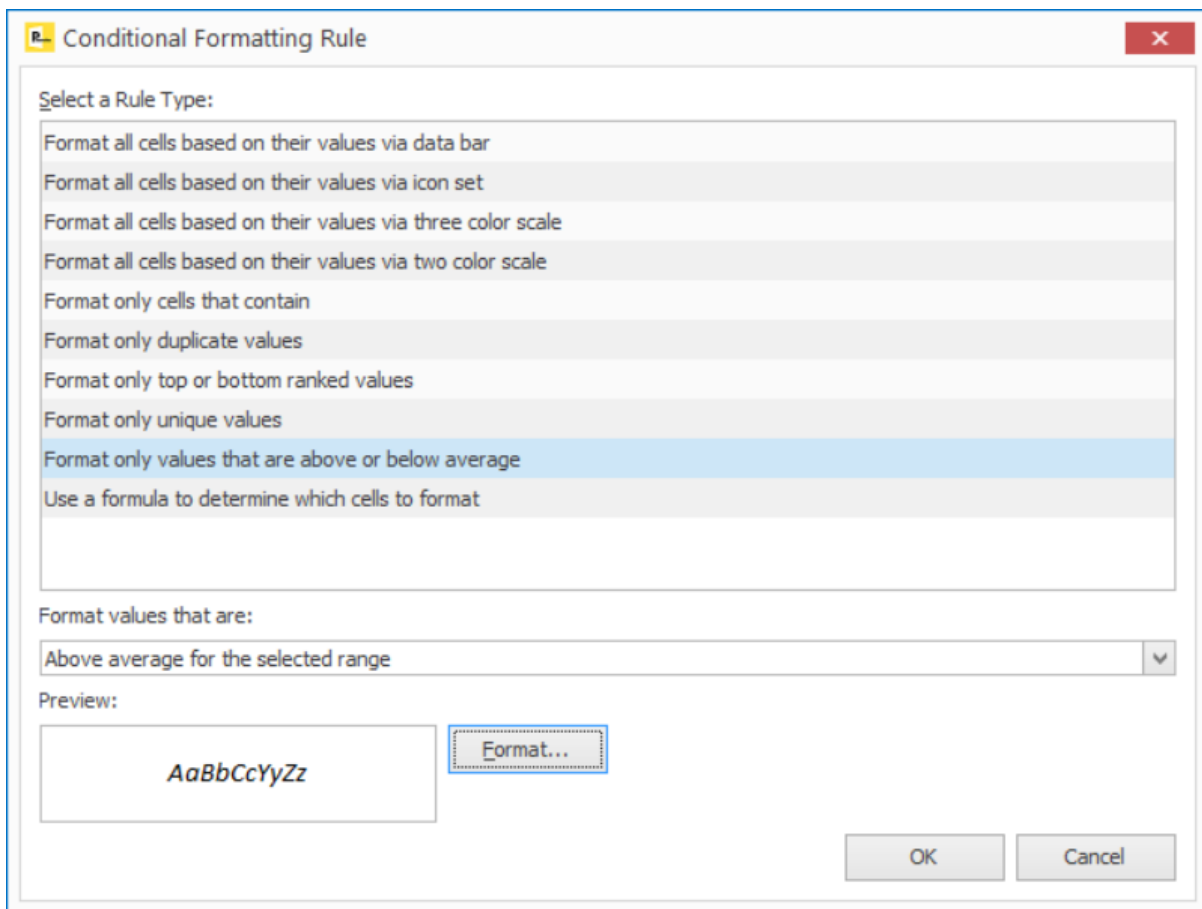 Conditional Formatting Rule
Select a Rule Type:
Format all cells based on their values via data bar
Format all cells based on their values via icon set
Format all cells based on their values via three color scale
Format all cells based on their values via two color scale
Format only cells that contain
Format only duplicate values
Format only top or bottom ranked values
Format only unique values
Format only values that are above or below average
Use a formula to determine which cells to format
Format values that are:
Above average for the selected range
Preview:
AaBbCcYyZz
Format...
OK
Cancel